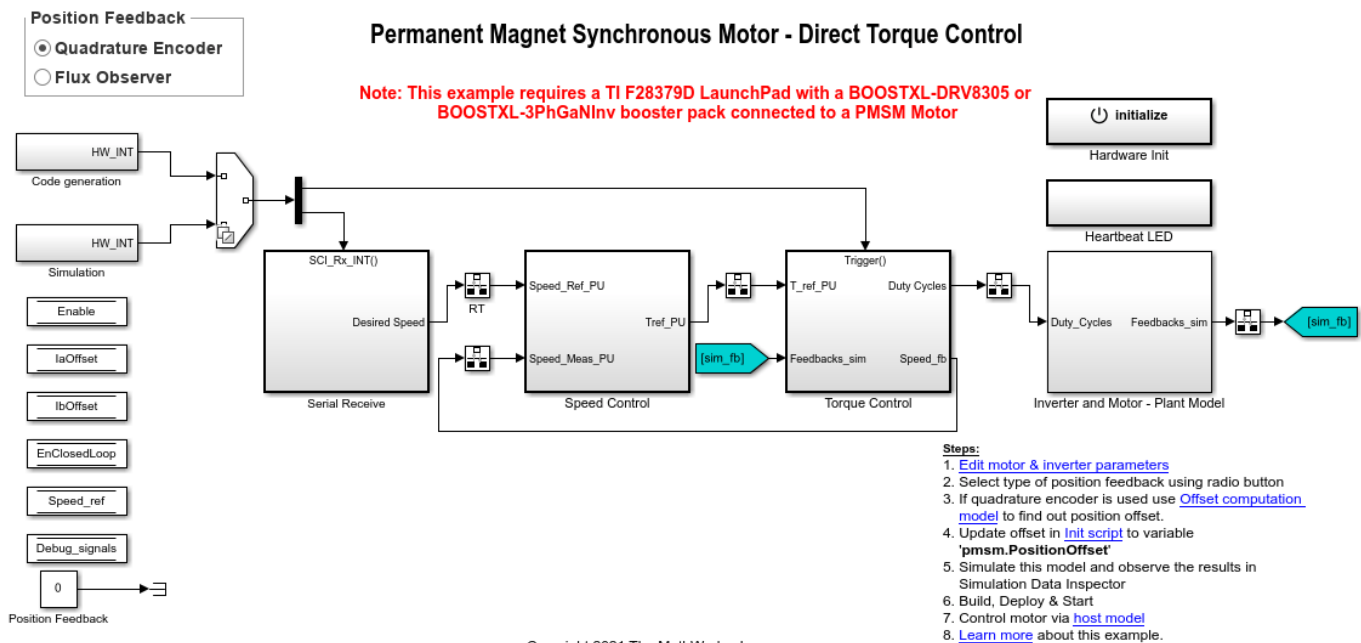 Position Feedback
Quadrature Encoder
Flux Observer
Permanent Magnet Synchronous Motor - Direct Torque Control
Note: This example requires a TI F28379D LaunchPad with a BOOSTXL-DRV8305 or
BOOSTXL-3PhGaNInv booster pack connected to a PMSM Motor
initialize
Hardware Init
Heartbeat LED
HW_INT
Code generation
HW_INT
Simulation
Enable
IaOffset
IbOffset
EnClosedLoop
Speed_ref
Debug_signals
0
Position Feedback
SCI_Rx_INT()
Desired Speed
Serial Receive
RT
Speed_Ref_PU
Tref_PU
Speed_Meas_PU
Speed Control
[sim_fb]
Trigger()
T_ref_PU
Duty Cycles
Feedbacks_sim
Speed_fb
Torque Control
Duty_Cycles
Feedbacks_sim
Inverter and Motor - Plant Model
[sim_fb]
Steps:
1. Edit motor & inverter parameters
2. Select type of position feedback using radio button
3. If quadrature encoder is used use Offset computation
model to find out position offset.
4. Update offset in Init script to variable
'pmsm.PositionOffset'
5. Simulate this model and observe the results in
Simulation Data Inspector
6. Build, Deploy & Start
7. Control motor via host model
8. Learn more about this example.